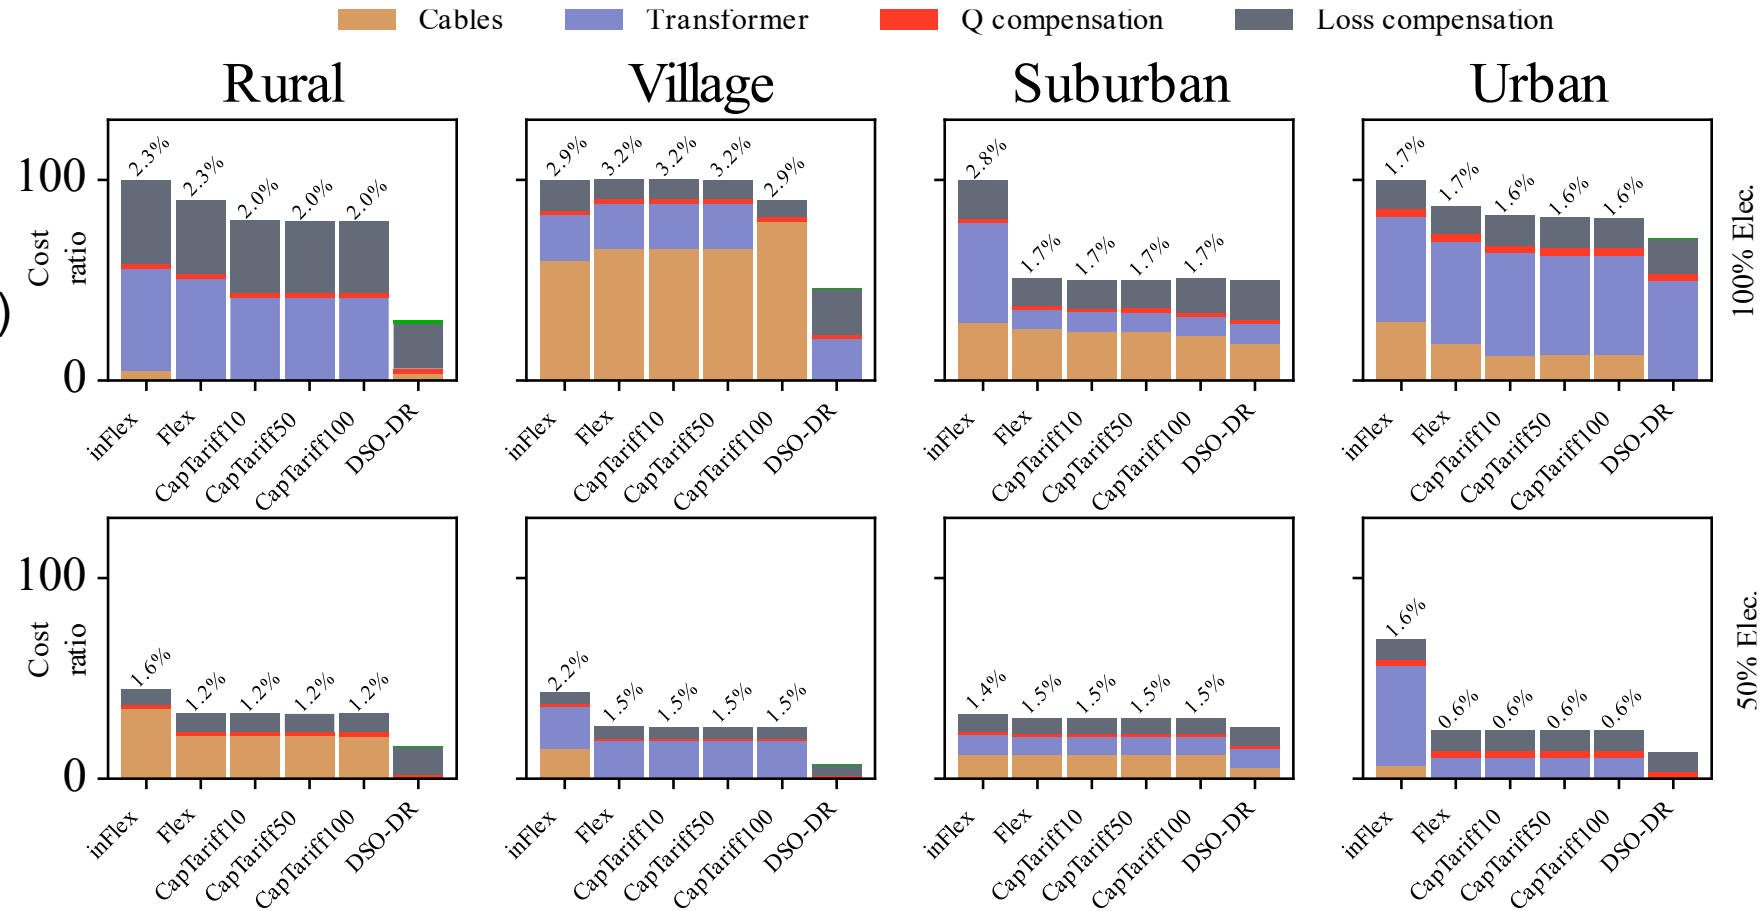 Cables Transformer Q compensation Loss compensation
Rural Village Suburban Urban
)
Cost
ratio
100
0
2.3% 2.3% 2.0% 2.0% 2.0%
inFlex Flex CapTariff10 CapTariff50 CapTariff100 DSO-DR
2.9% 3.2% 3.2% 3.2% 2.9%
inFlex Flex CapTariff10 CapTariff50 CapTariff100 DSO-DR
2.8% 1.7% 1.7% 1.7% 1.7%
inFlex Flex CapTariff10 CapTariff50 CapTariff100 DSO-DR
1.7% 1.7% 1.6% 1.6% 1.6%
inFlex Flex CapTariff10 CapTariff50 CapTariff100 DSO-DR
100% Elec.
Cost
ratio
100
0
1.6% 1.2% 1.2% 1.2% 1.2%
inFlex Flex CapTariff10 CapTariff50 CapTariff100 DSO-DR
2.2% 1.5% 1.5% 1.5% 1.5%
inFlex Flex CapTariff10 CapTariff50 CapTariff100 DSO-DR
1.4% 1.5% 1.5% 1.5% 1.5%
inFlex Flex CapTariff10 CapTariff50 CapTariff100 DSO-DR
1.6% 0.6% 0.6% 0.6% 0.6%
inFlex Flex CapTariff10 CapTariff50 CapTariff100 DSO-DR
50% Elec.